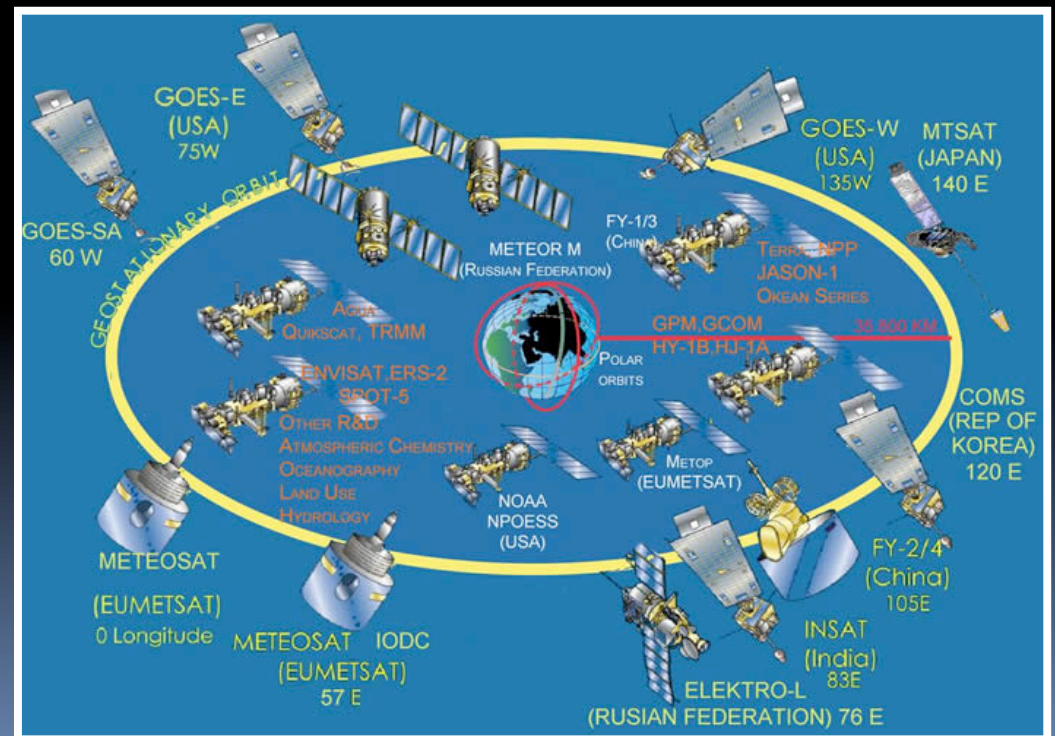 GOES-E
(USA)
75W
GOES-SA
60 W
GEOSTATIONARY ORBIT
METEOR M
(RUSSIAN FEDERATION)
FY-1/3
(CHINA)
GOES-W
(USA)
135W
MTSAT
(JAPAN)
140 E
TERRA, NPP
JASON-1
OKEAN SERIES
QUIKSCAT, TRMM
GPM,GCOM
HY-1B,HJ-1A
35 800 KM
POLAR
ORBITS
ENVISAT,ERS-2
SPOT-5
OTHER R&D
ATMOSPHERIC CHEMISTRY
OCEANOGRAPHY
LAND USE
HYDROLOGY
COMS
(REP OF
KOREA)
120 E
METOP
(EUMETSAT)
NOAA
NPOESS
(USA)
METEOSAT
(EUMETSAT)
0 Longitude
METEOSAT IODC
(EUMETSAT)
57 E
FY-2/4
(China)
105E
INSAT
(India)
83E
ELEKTRO-L
(RUSIAN FEDERATION) 76 E